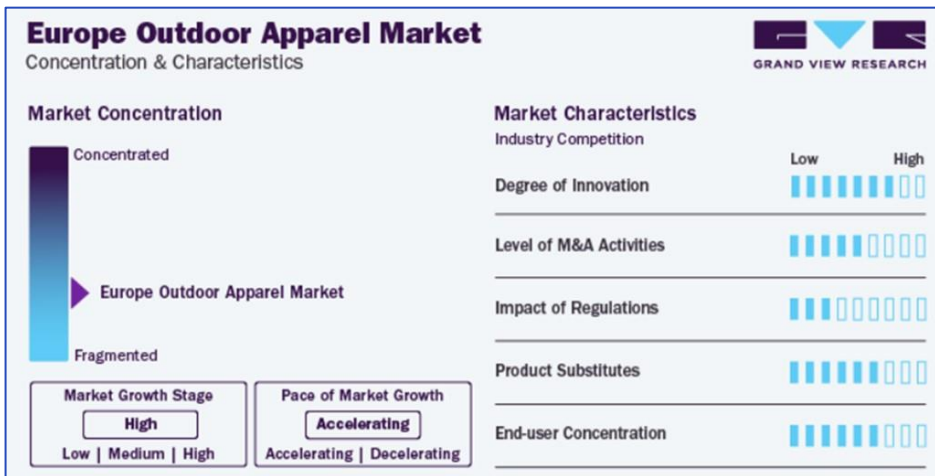 Europe Outdoor Apparel Market
Concentration & Characteristics
GRAND VIEW RESEARCH
Market Concentration
Concentrated
Europe Outdoor Apparel Market
Fragmented
Market Growth Stage
High
Low | Medium | High
Pace of Market Growth
Accelerating
Accelerating | Decelerating
Market Characteristics
Industry Competition
Low High
Degree of Innovation
Level of M&A Activities
Impact of Regulations
Product Substitutes
End-user Concentration